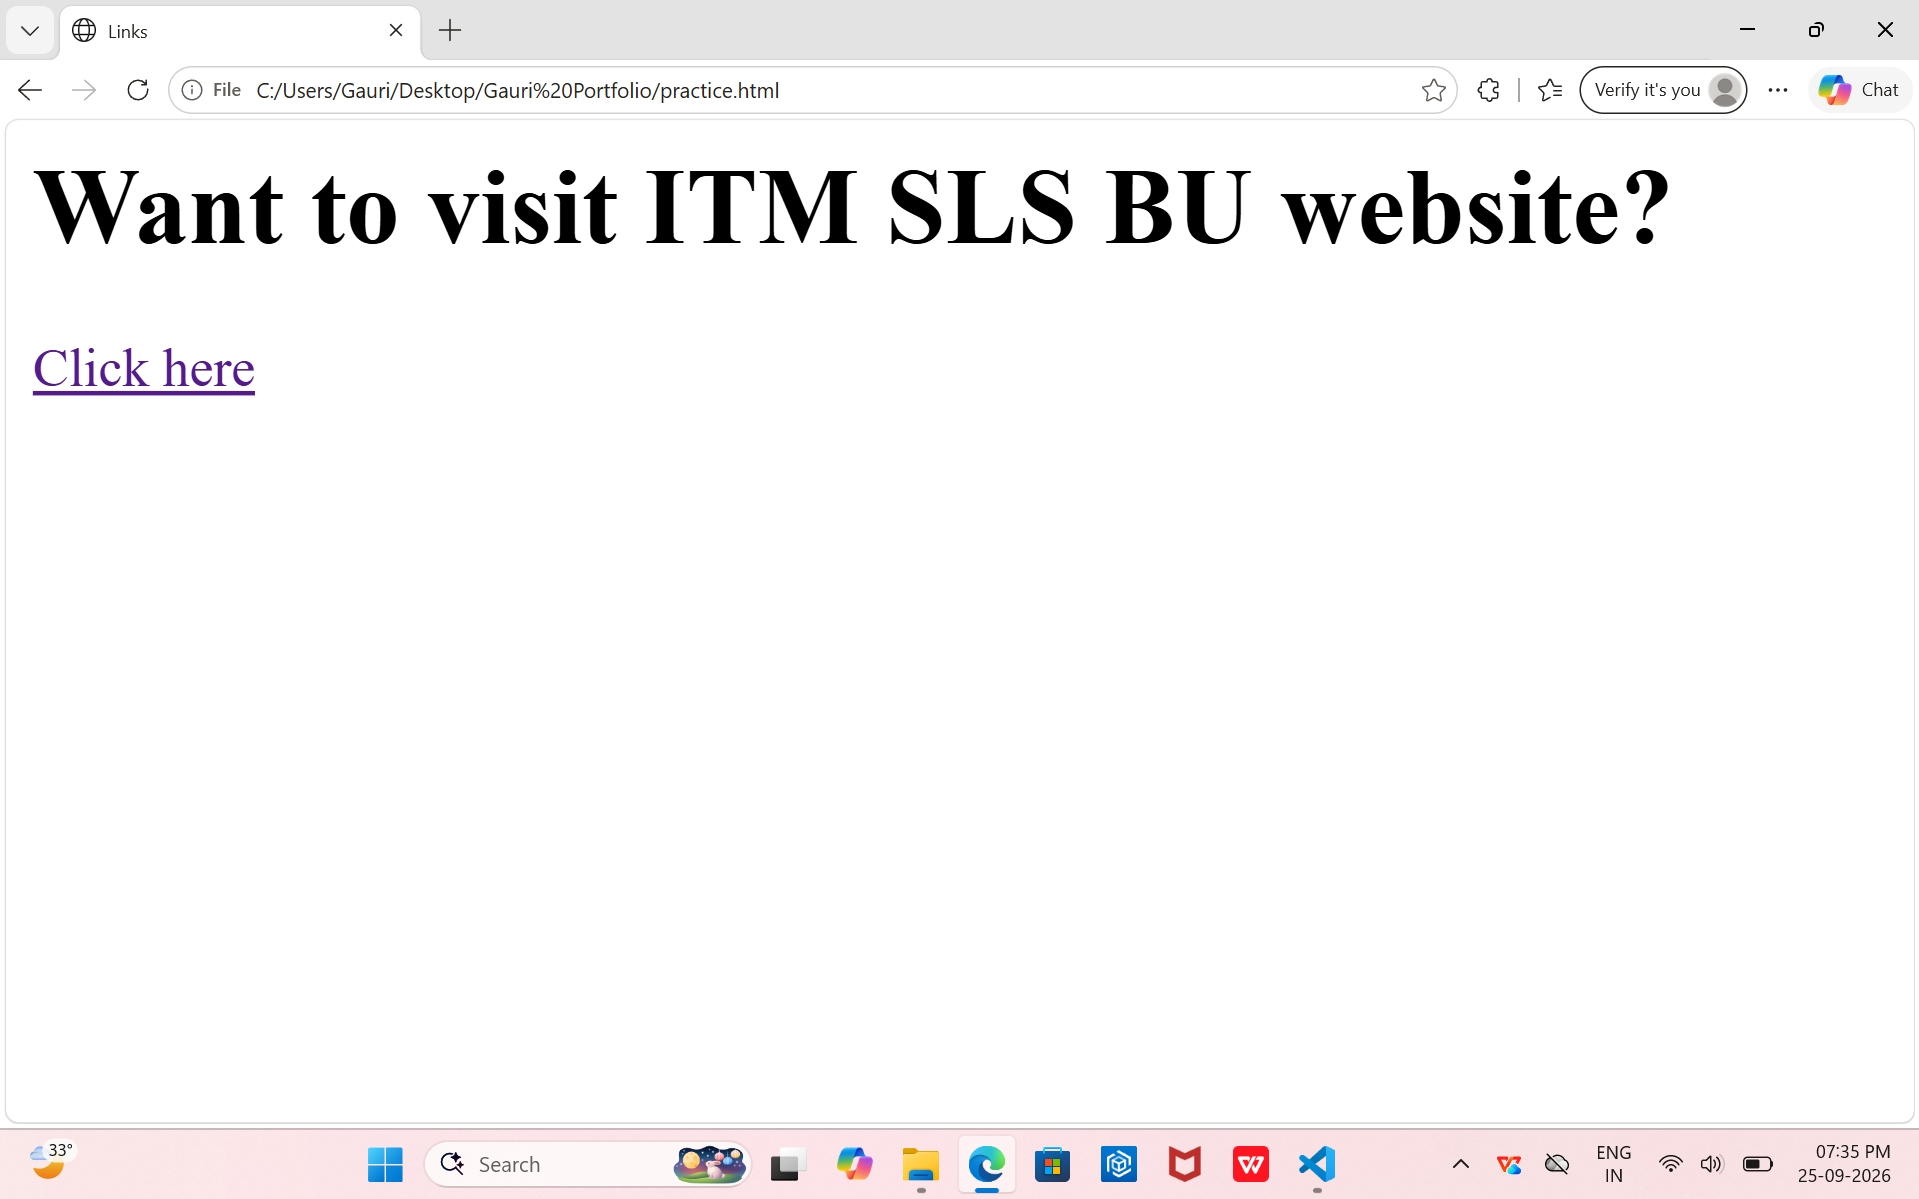 Links
File C:/Users/Gauri/Desktop/Gauri%20Portfolio/practice.html Verify it's you Chat
Want to visit ITM SLS BU website?
Click here
33°
Search
ENG
IN
07:35 PM
25-09-2026